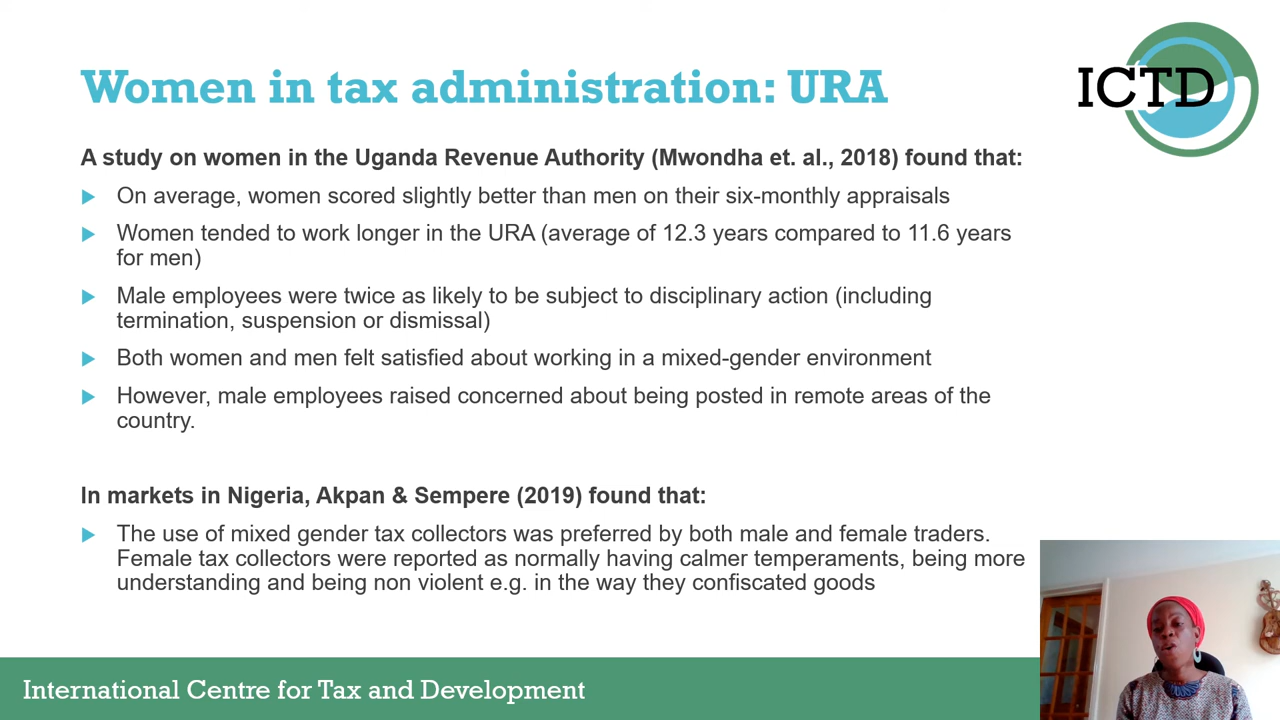 Women in tax administration: URA
ICTD
A study on women in the Uganda Revenue Authority (Mwondha et. al., 2018) found that:
On average, women scored slightly better than men on their six-monthly appraisals
Women tended to work longer in the URA (average of 12.3 years compared to 11.6 years
for men)
Male employees were twice as likely to be subject to disciplinary action (including
termination, suspension or dismissal)
Both women and men felt satisfied about working in a mixed-gender environment
However, male employees raised concerned about being posted in remote areas of the
country.
In markets in Nigeria, Akpan & Sempere (2019) found that:
The use of mixed gender tax collectors was preferred by both male and female traders.
Female tax collectors were reported as normally having calmer temperaments, being more
understanding and being non violent e.g. in the way they confiscated goods
International Centre for Tax and Development